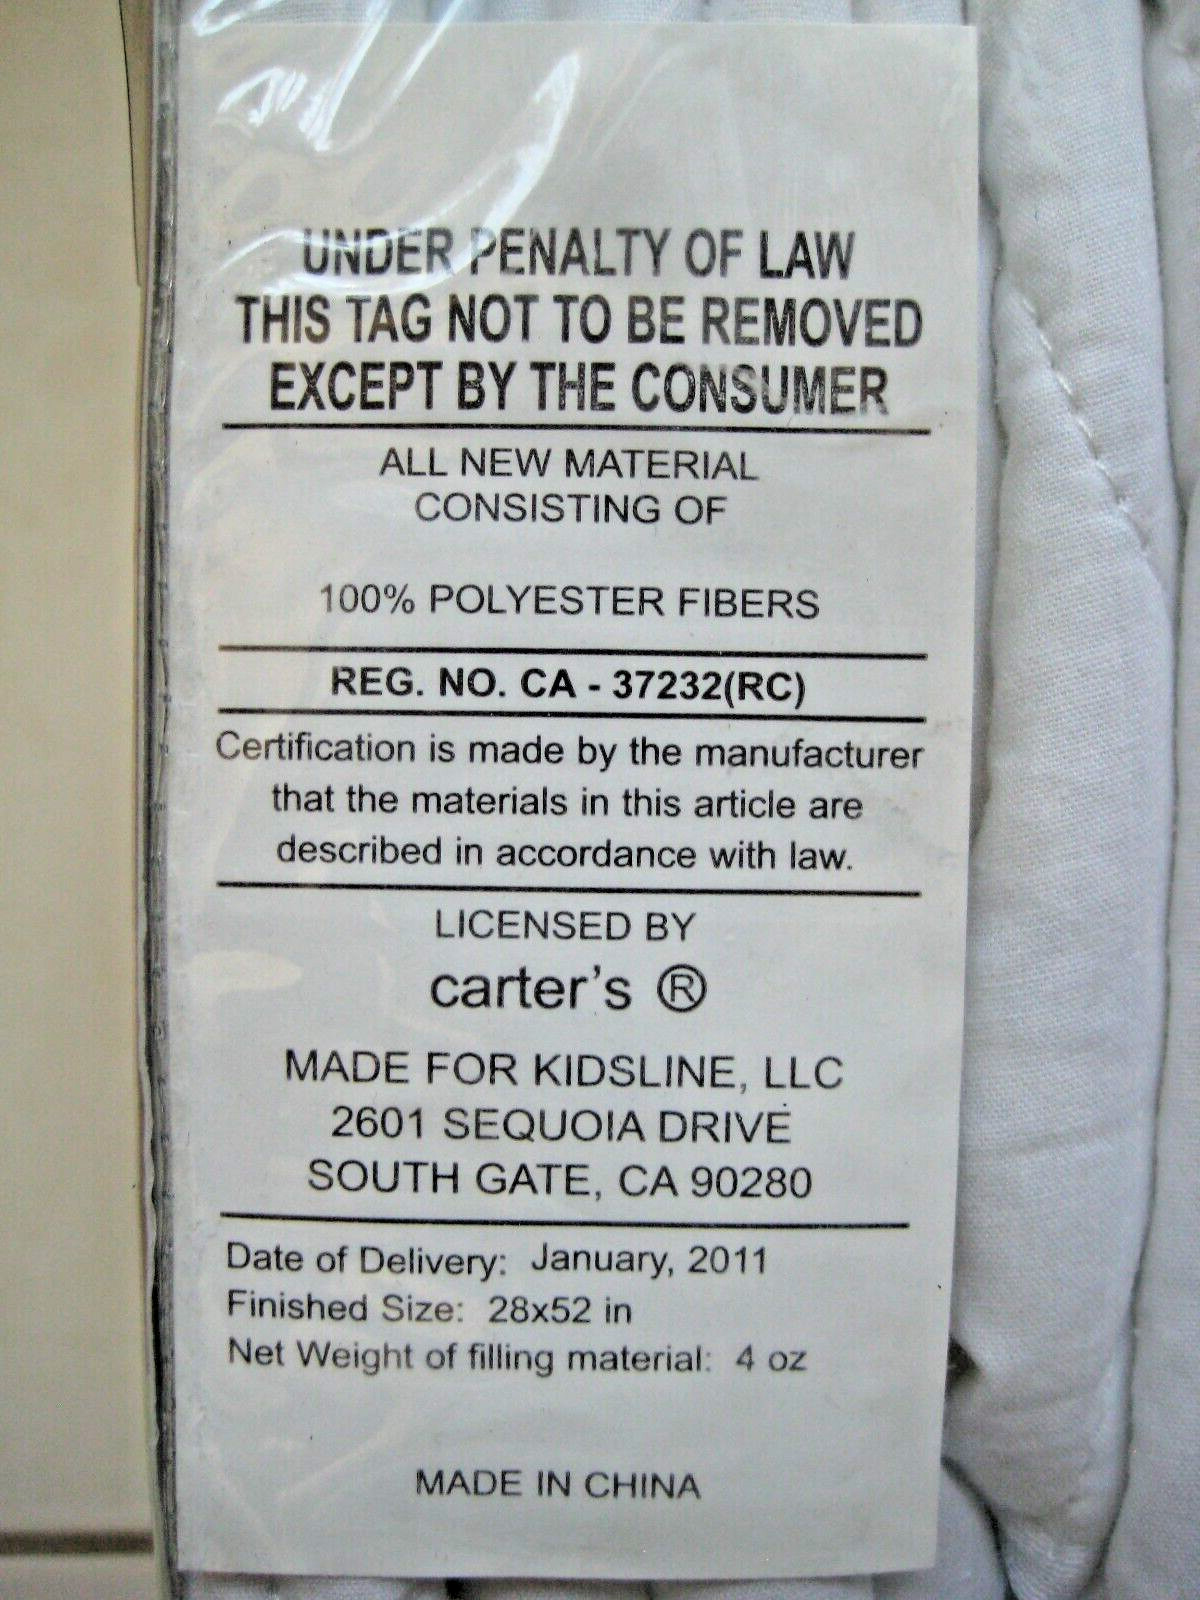 UNDER PENALTY OF LAW
THIS TAG NOT TO BE REMOVED
EXCEPT BY THE CONSUMER
ALL NEW MATERIAL
CONSISTING OF
100% POLYESTER FIBERS
REG. NO. CA - 37232(RC)
Certification is made by the manufacturer
that the materials in this article are
described in accordance with law.
LICENSED BY
carter's ®
MADE FOR KIDSLINE, LLC
2601 SEQUOIA DRIVE
SOUTH GATE, CA 90280
Date of Delivery: January, 2011
Finished Size: 28x52 in
Net Weight of filling material: 4 oz
MADE IN CHINA